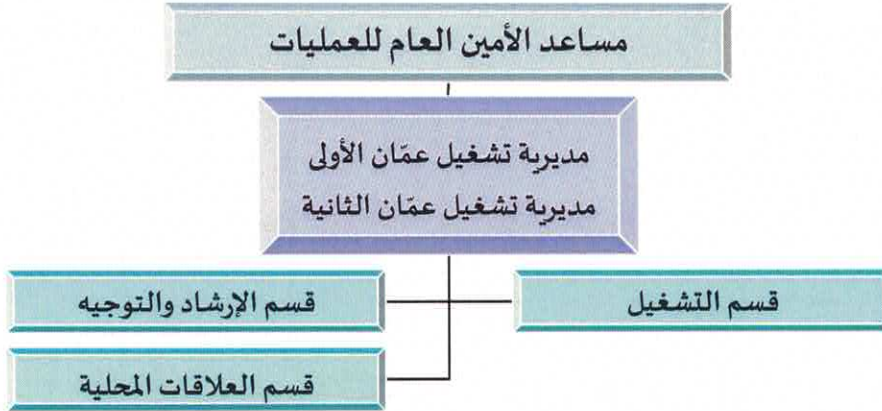 مساعد الأمين العام للعمليات
مديرية تشغيل عمّان الأولى
مديرية تشغيل عمّان الثانية
قسم التشغيل
قسم الإرشاد والتوجيه
قسم العلاقات المحلية